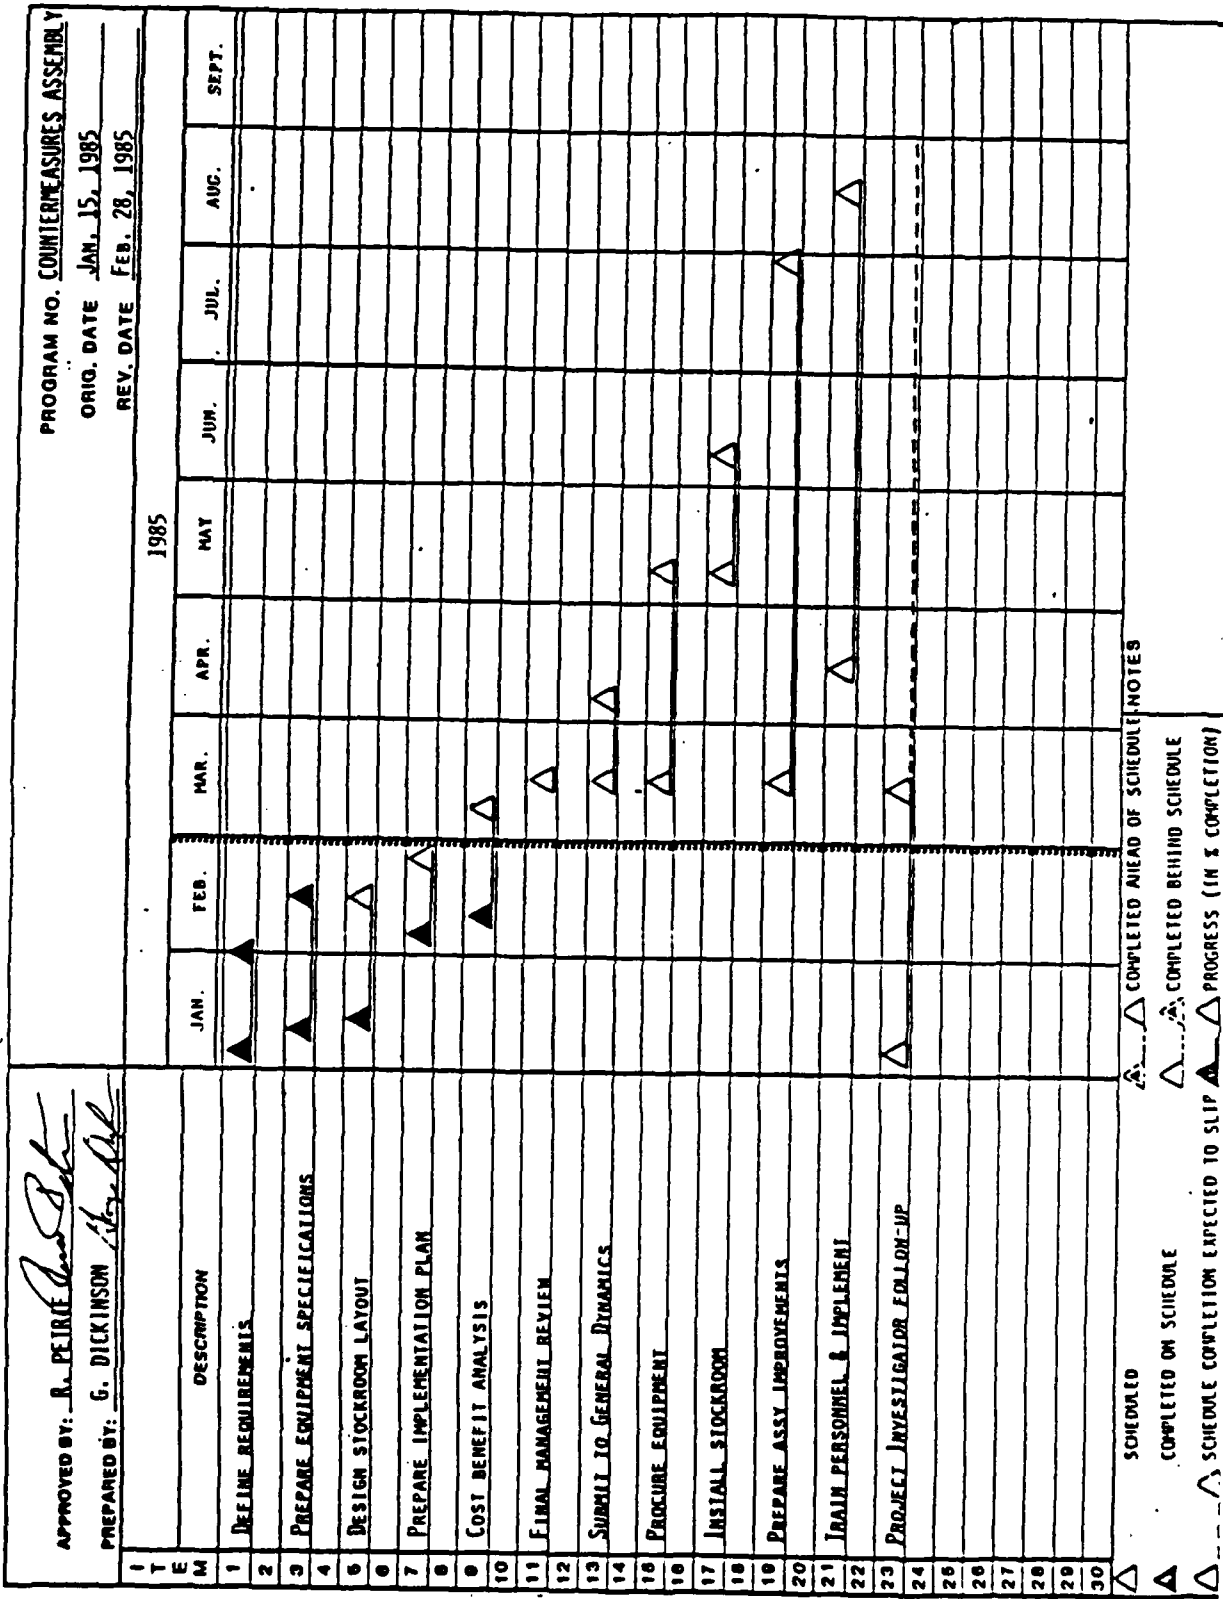 APPROVED BY: R. PETRIE
PREPARED BY: G. DICKINSON
PROGRAM NO. COUNTERMEASURES ASSEMBLY
ORIG. DATE JAN. 15, 1985
REV. DATE FEB. 28, 1985
1985
ITEM DESCRIPTION JAN. FEB. MAR. APR. MAY JUN. JUL. AUG. SEPT.
1 DEFINE REQUIREMENTS
2
3 PREPARE EQUIPMENT SPECIFICATIONS
4
5 DESIGN STOCKROOM LAYOUT
6
7 PREPARE IMPLEMENTATION PLAN
8
9 COST BENEFIT ANALYSIS
10
11 FINAL MANAGEMENT REVIEW
12
13 SUBMIT TO GENERAL DYNAMICS
14
15 PROCURE EQUIPMENT
16
17 INSTALL STOCKROOM
18
19 PREPARE ASSY IMPROVEMENTS
20
21 TRAIN PERSONNEL & IMPLEMENT
22
23 PROJECT INVESTIGATOR FOLLOW-UP
24
25
26
27
28
29
30
SCHEDULED
COMPLETED AHEAD OF SCHEDULE
NOTES
COMPLETED ON SCHEDULE
COMPLETED BEHIND SCHEDULE
SCHEDULE COMPLETION EXPECTED TO SLIP
PROGRESS (IN % COMPLETION)